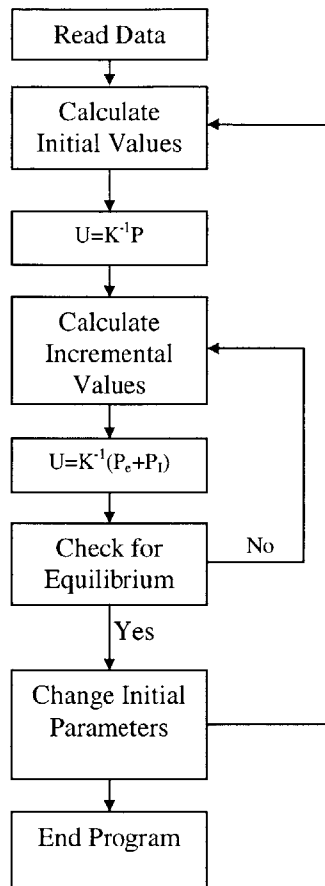 Read Data
Calculate
Initial Values
U=K⁻¹P
Calculate
Incremental
Values
U=K⁻¹(Pₑ+P_I)
Check for
Equilibrium
No
Yes
Change Initial
Parameters
End Program